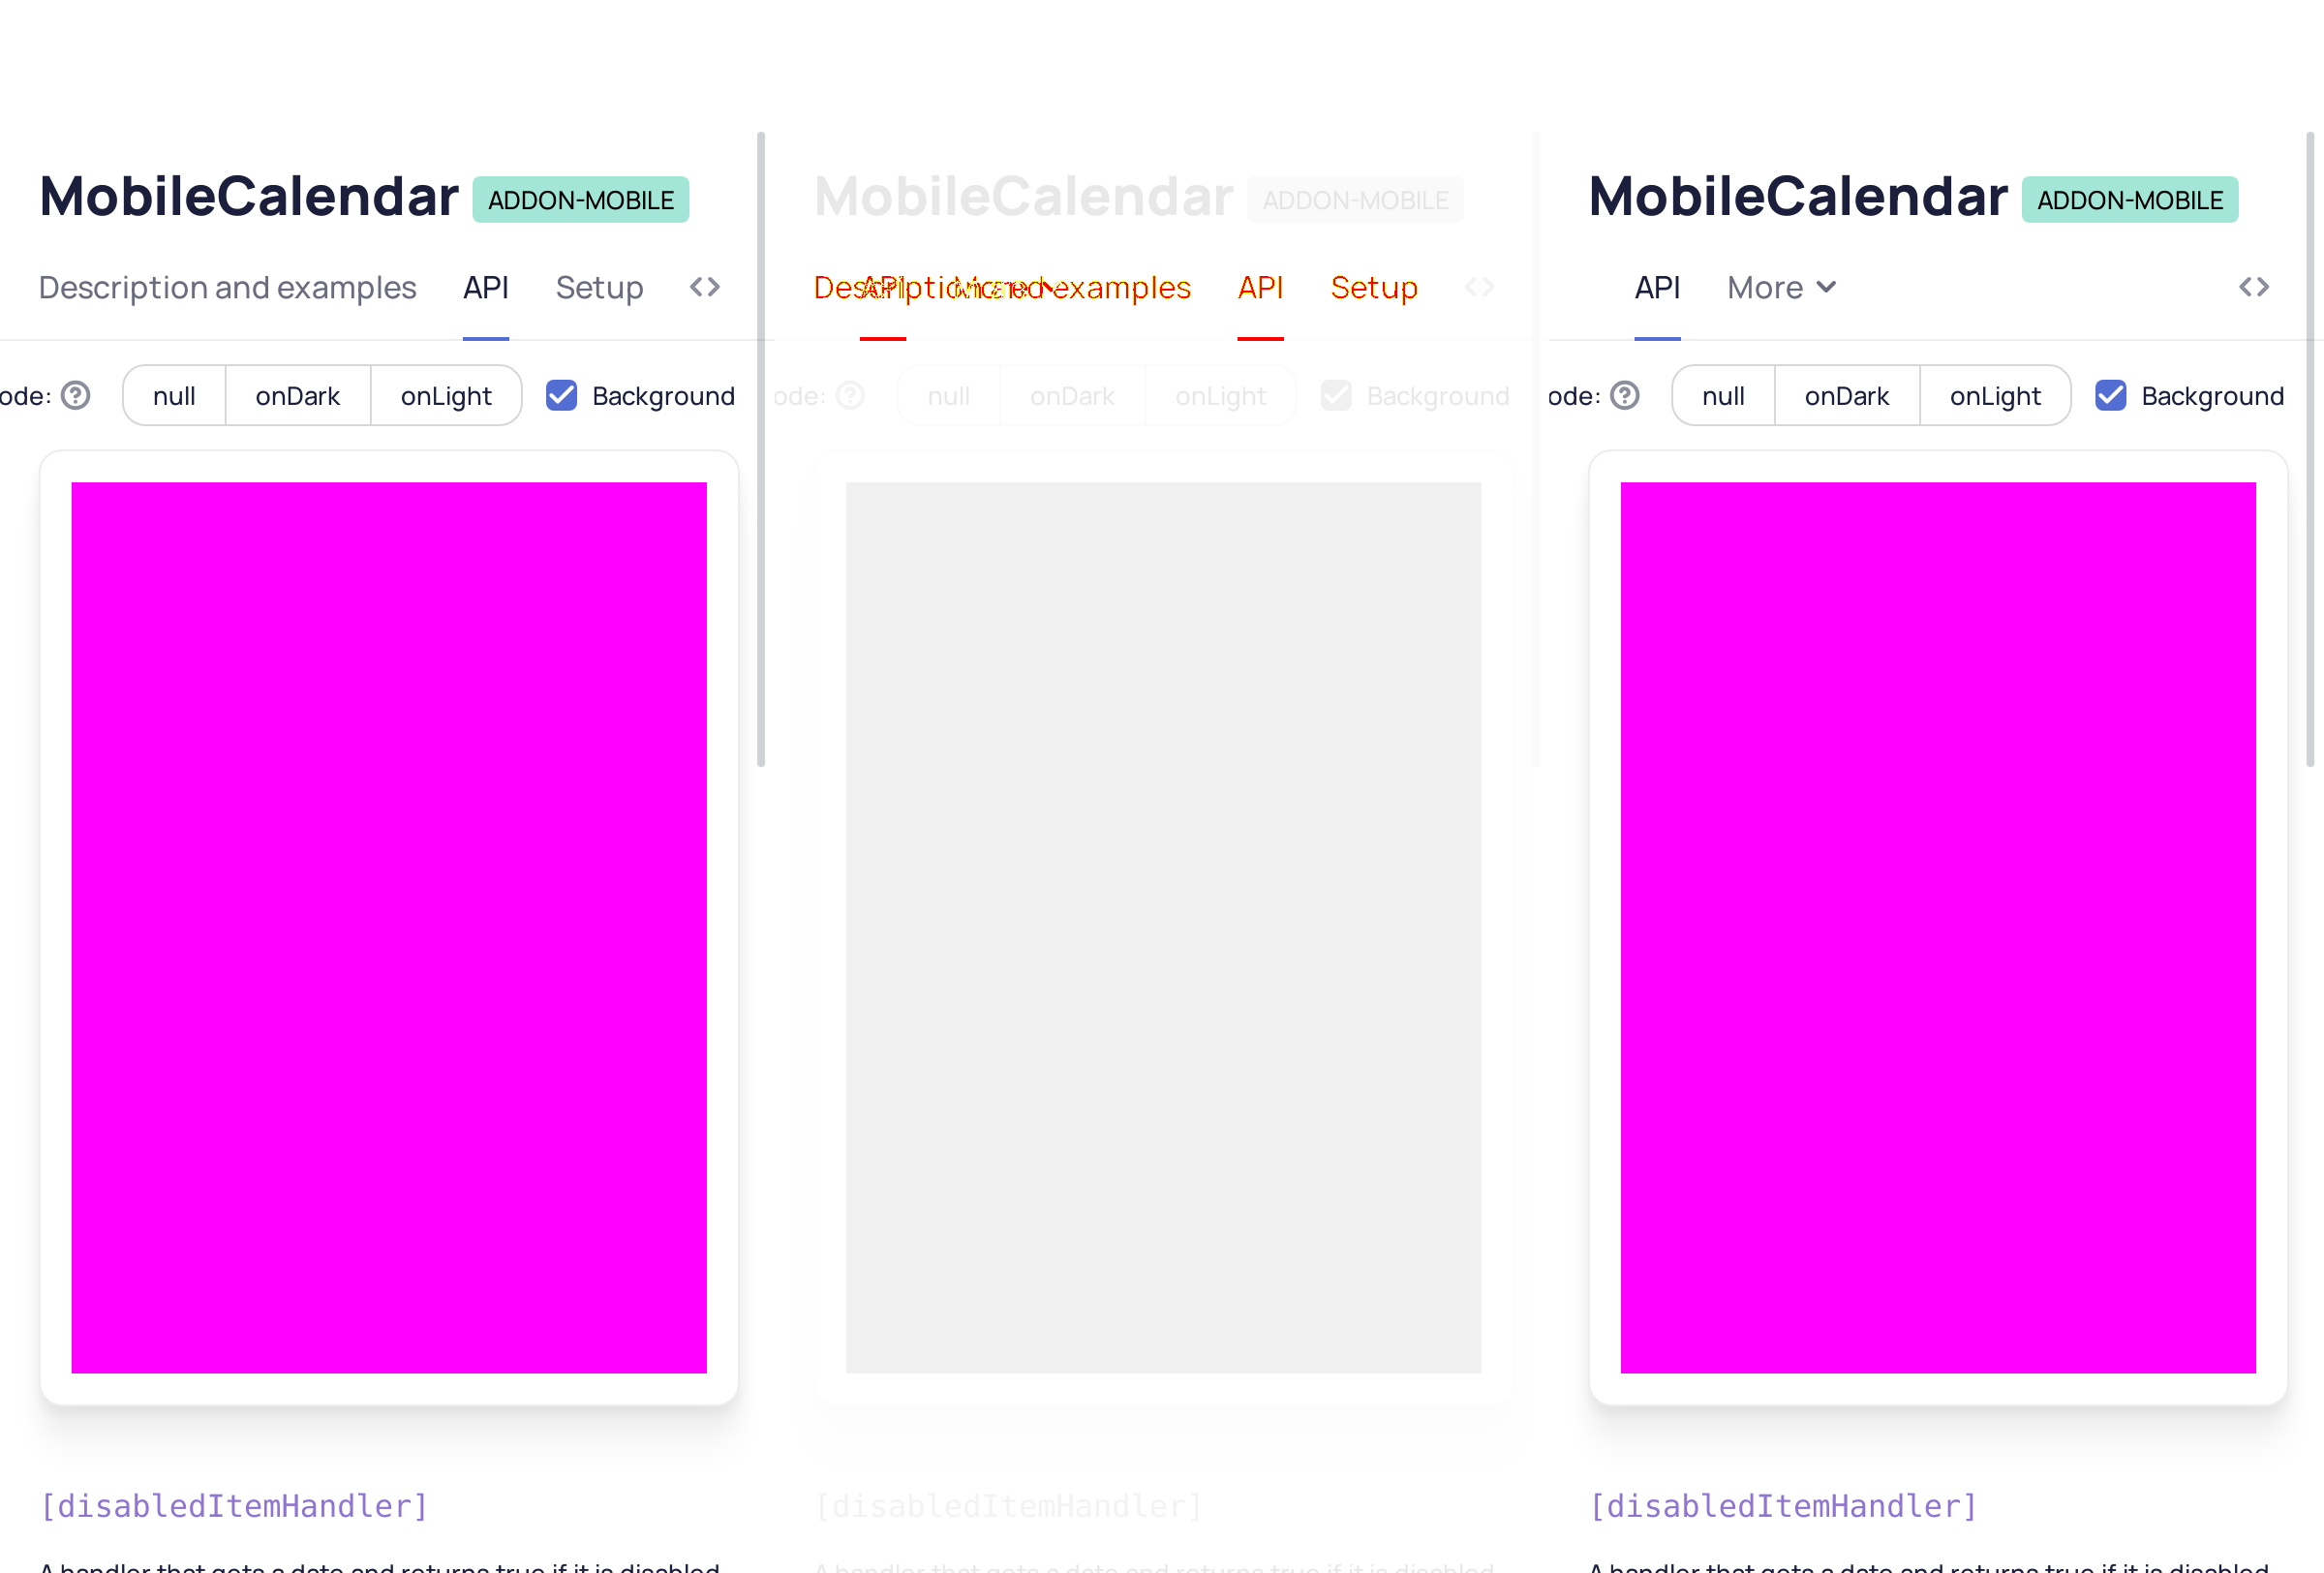 MobileCalendar ADDON-MOBILE
Description and examples API Setup
ode: null onDark onLight Background
[disabledItemHandler]
A handler that gets a date and returns true if it is disabled
MobileCalendar ADDON-MOBILE
Description and examples API Setup
API More
ode: null onDark onLight Background
[disabledItemHandler]
A handler that gets a date and returns true if it is disabled
MobileCalendar ADDON-MOBILE
API More
ode: null onDark onLight Background
[disabledItemHandler]
A handler that gets a date and returns true if it is disabled